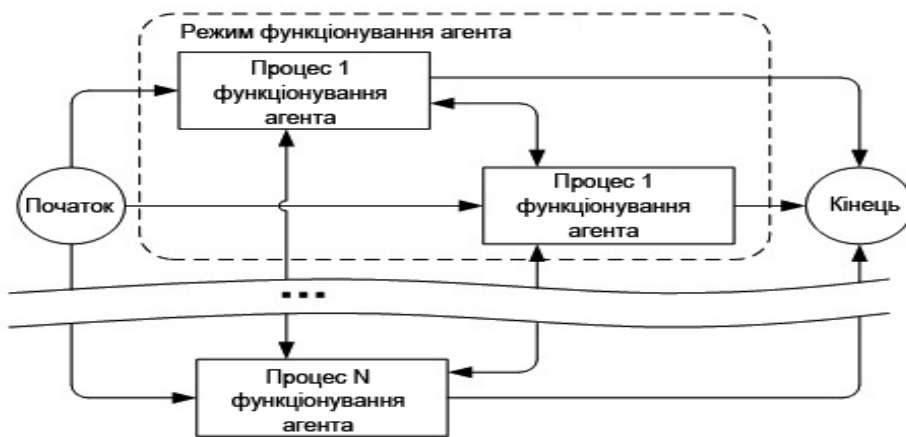 Режим функціонування агента
Процес 1
функціонування
агента
Початок
Процес 1
функціонування
агента
Кінець
...
Процес N
функціонування
агента